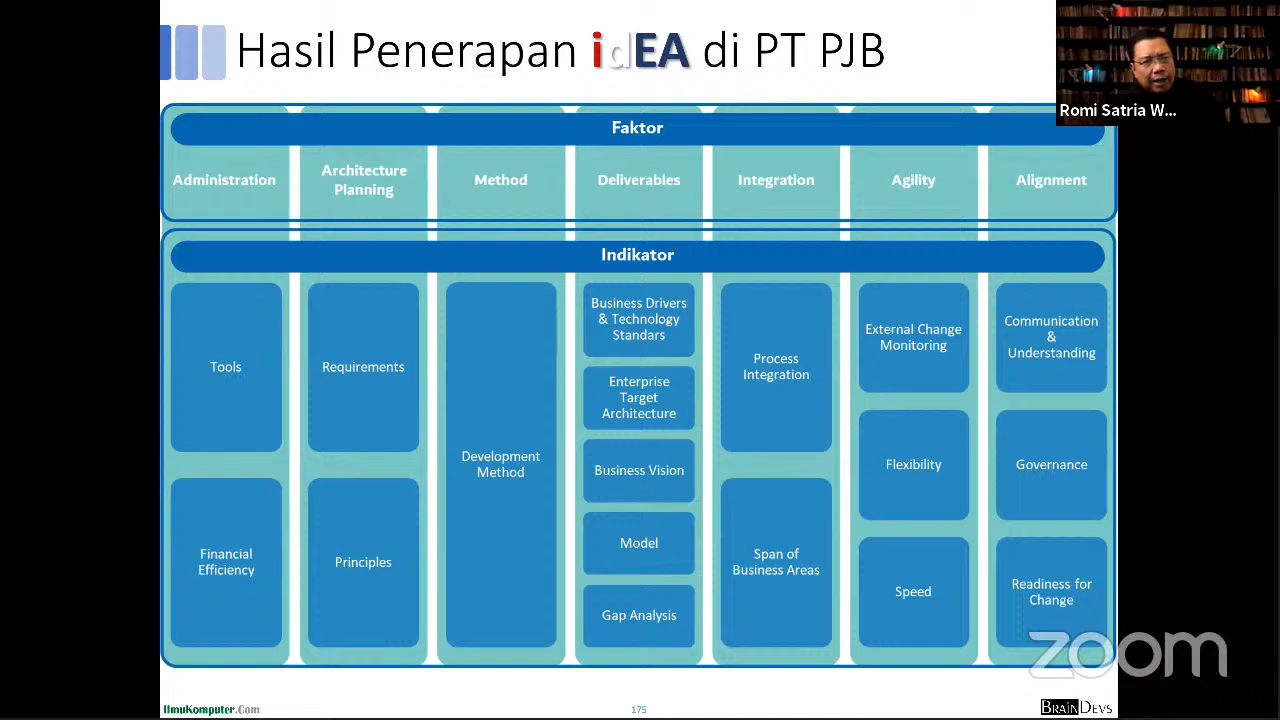 Hasil Penerapan idEA di PT PJB
Romi Satria W...
Faktor
Administration
Architecture
Planning
Method
Deliverables
Integration
Agility
Alignment
Indikator
Tools
Financial
Efficiency
Requirements
Principles
Development
Method
Business Drivers
& Technology
Standars
Enterprise
Target
Architecture
Business Vision
Model
Gap Analysis
Process
Integration
Span of
Business Areas
External Change
Monitoring
Flexibility
Speed
Communication
&
Understanding
Governance
Readiness for
Change
zoom
IlmuKomputer.Com
175
BRAINDEVS